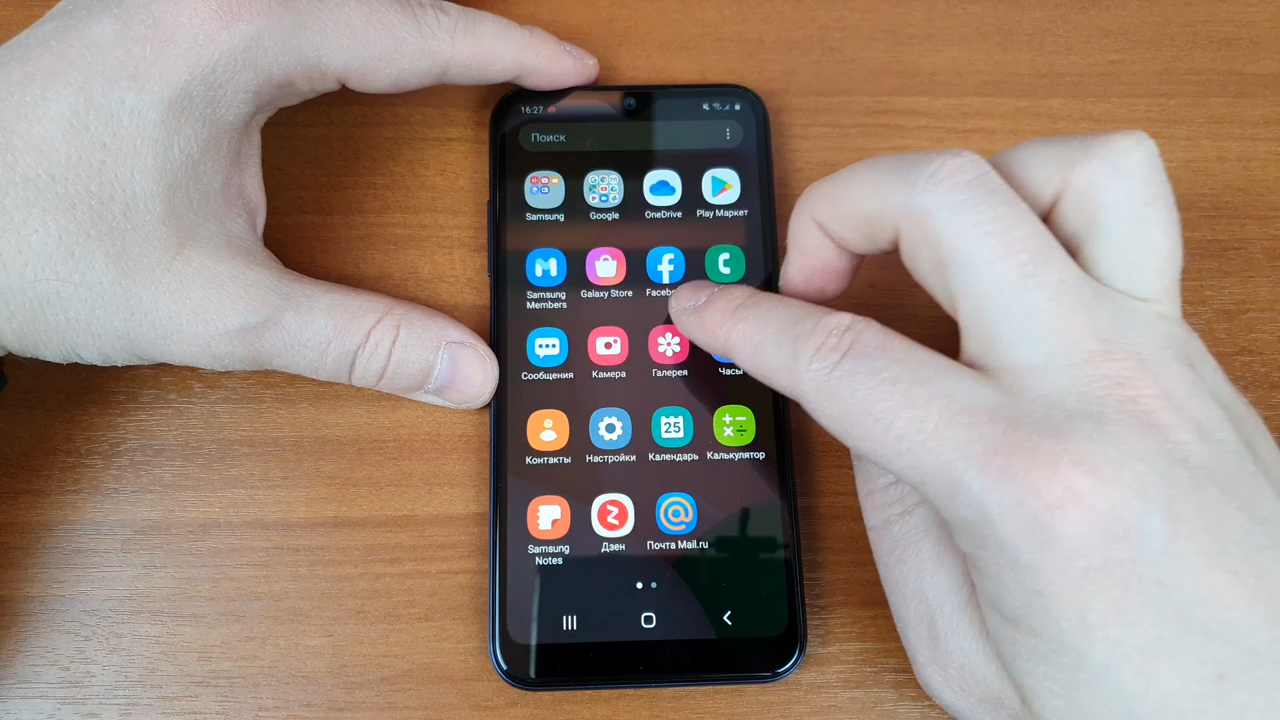 16:27
Поиск
Samsung
Google
OneDrive
Play Маркет
Samsung
Members
Galaxy Store
Сообщения
Камера
Галерея
Часы
Контакты
Настройки
25
Календарь
Калькулятор
Samsung
Notes
Дзен
Почта Mail.ru